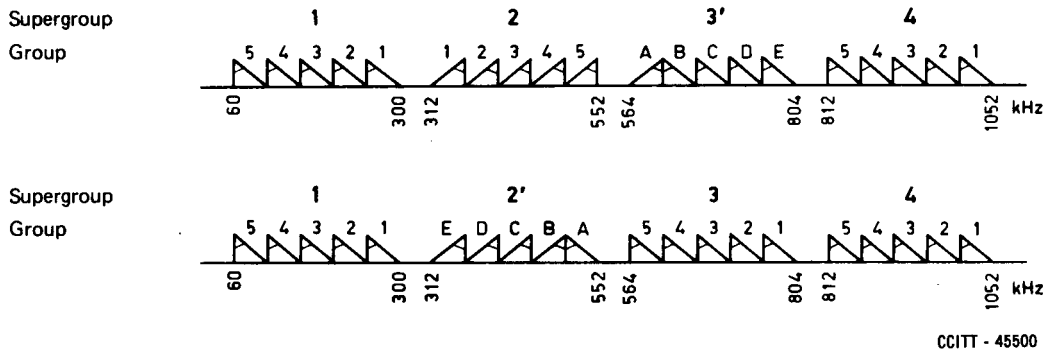 Supergroup 1 2 3' 4
Group 5 4 3 2 1 1 2 3 4 5 A B C D E 5 4 3 2 1
60 300 312 552 564 804 812 1052 kHz
Supergroup 1 2' 3 4
Group 5 4 3 2 1 E D C B A 5 4 3 2 1 5 4 3 2 1
60 300 312 552 564 804 812 1052 kHz
CCITT - 45500